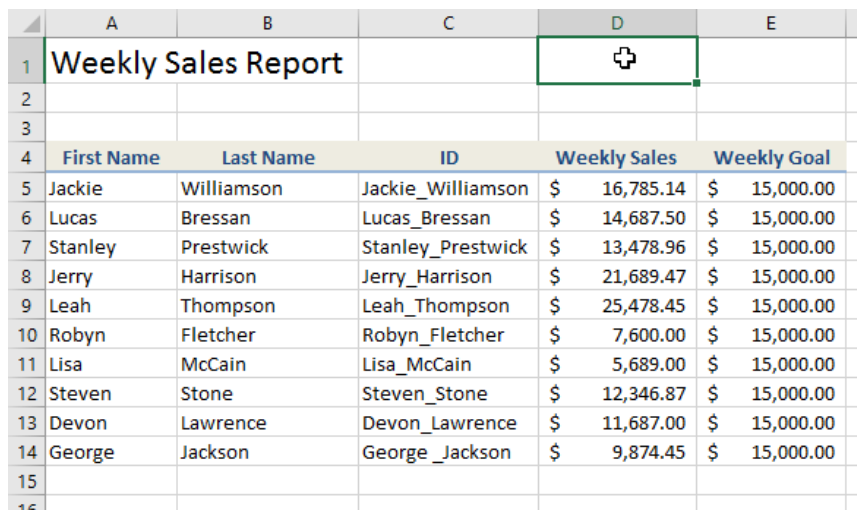 A B C D E
1 Weekly Sales Report
2
3
4 First Name Last Name ID Weekly Sales Weekly Goal
5 Jackie Williamson Jackie_Williamson $ 16,785.14 $ 15,000.00
6 Lucas Bressan Lucas_Bressan $ 14,687.50 $ 15,000.00
7 Stanley Prestwick Stanley_Prestwick $ 13,478.96 $ 15,000.00
8 Jerry Harrison Jerry_Harrison $ 21,689.47 $ 15,000.00
9 Leah Thompson Leah_Thompson $ 25,478.45 $ 15,000.00
10 Robyn Fletcher Robyn_Fletcher $ 7,600.00 $ 15,000.00
11 Lisa McCain Lisa_McCain $ 5,689.00 $ 15,000.00
12 Steven Stone Steven_Stone $ 12,346.87 $ 15,000.00
13 Devon Lawrence Devon_Lawrence $ 11,687.00 $ 15,000.00
14 George Jackson George _Jackson $ 9,874.45 $ 15,000.00
15